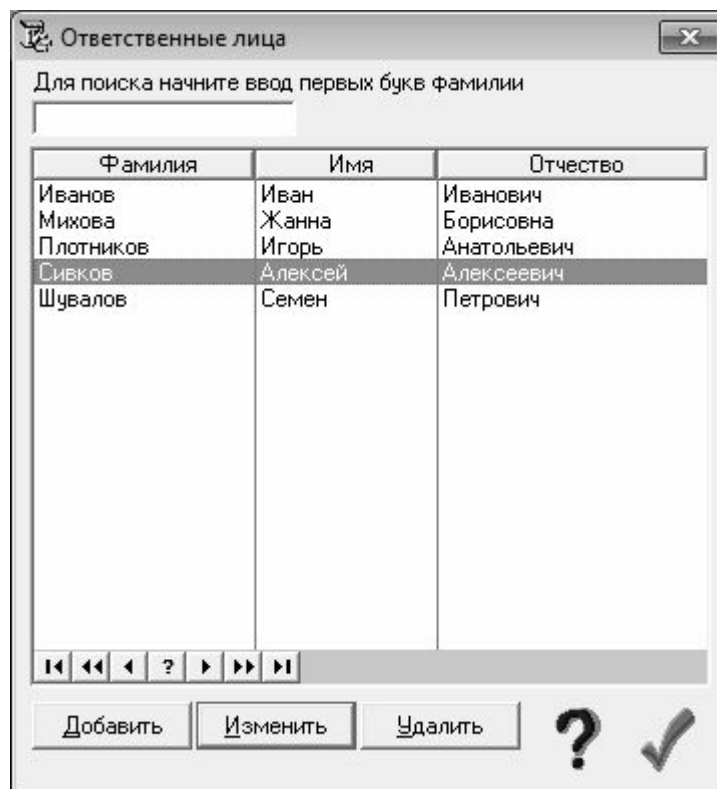 Ответственные лица
Для поиска начните ввод первых букв фамилии
Фамилия Имя Отчество
Иванов Иван Иванович
Михова Жанна Борисовна
Плотников Игорь Анатольевич
Сивков Алексей Алексеевич
Шувалов Семен Петрович
?
Добавить Изменить Удалить ?